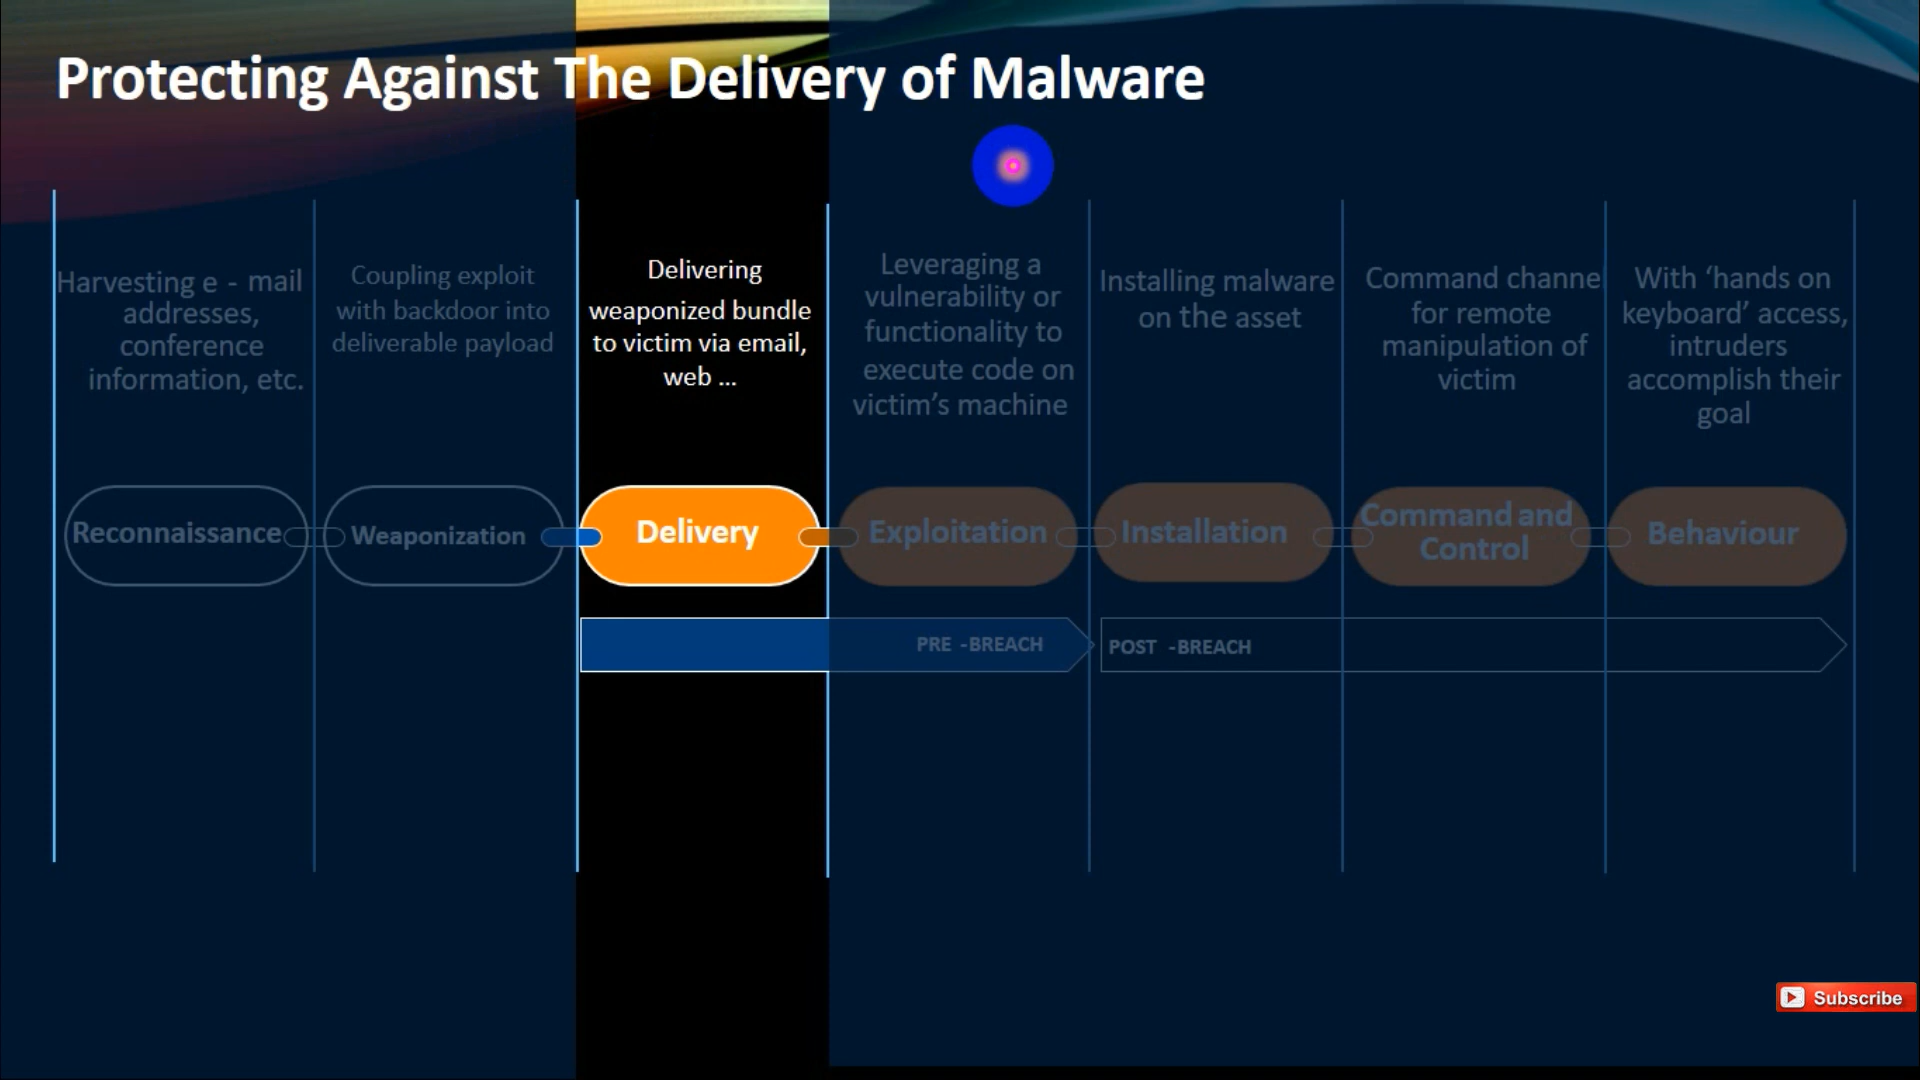 Protecting Against The Delivery of Malware
Harvesting e - mail
addresses,
conference
information, etc.
Coupling exploit
with backdoor into
deliverable payload
Delivering
weaponized bundle
to victim via email,
web ...
Leveraging a
vulnerability or
functionality to
execute code on
victim's machine
Installing malware
on the asset
Command channe
for remote
manipulation of
victim
With ‘hands on
keyboard’ access,
intruders
accomplish their
goal
Reconnaissance
Weaponization
Delivery
Exploitation
Installation
Command and
Control
Behaviour
PRE -BREACH
POST -BREACH
Subscribe